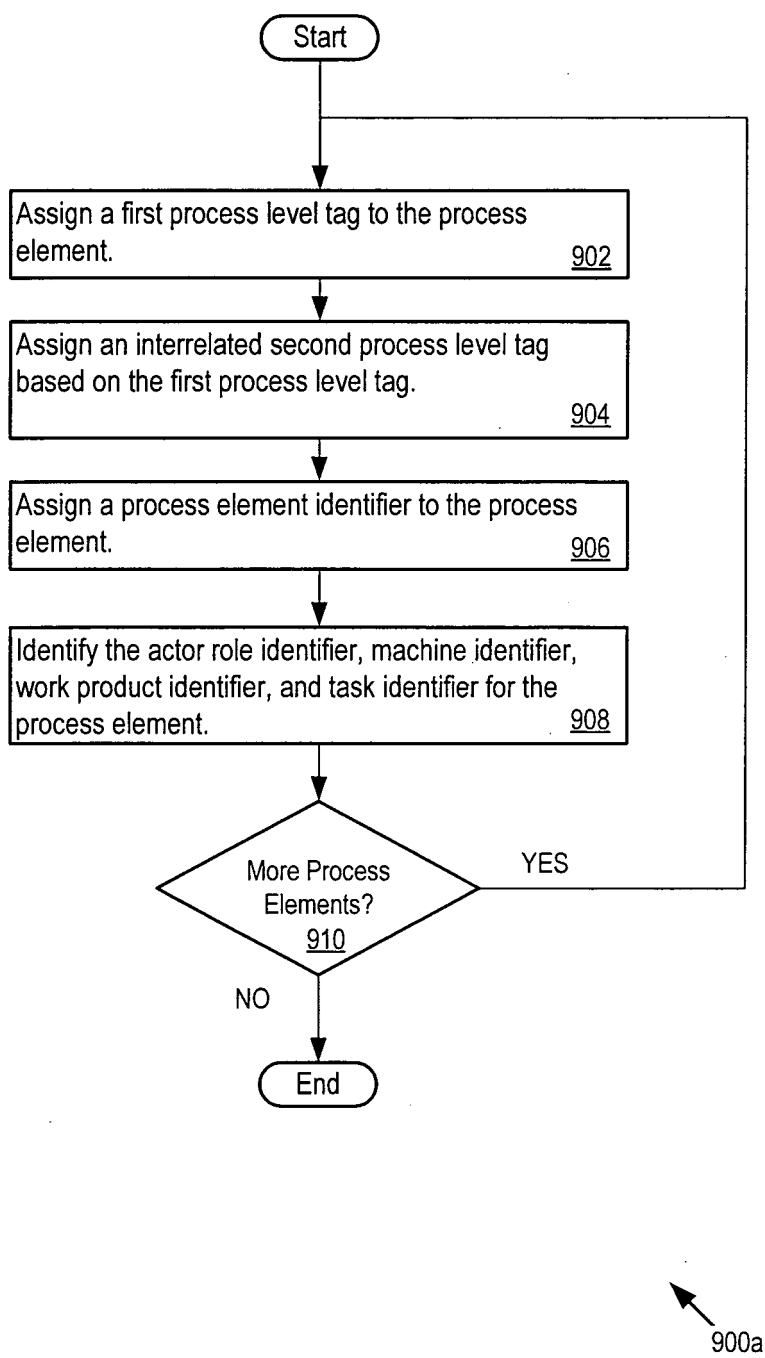 Start
Assign a first process level tag to the process
element.
902
Assign an interrelated second process level tag
based on the first process level tag.
904
Assign a process element identifier to the process
element.
906
Identify the actor role identifier, machine identifier,
work product identifier, and task identifier for the
process element.
908
More Process
Elements?
910
YES
NO
End
900a